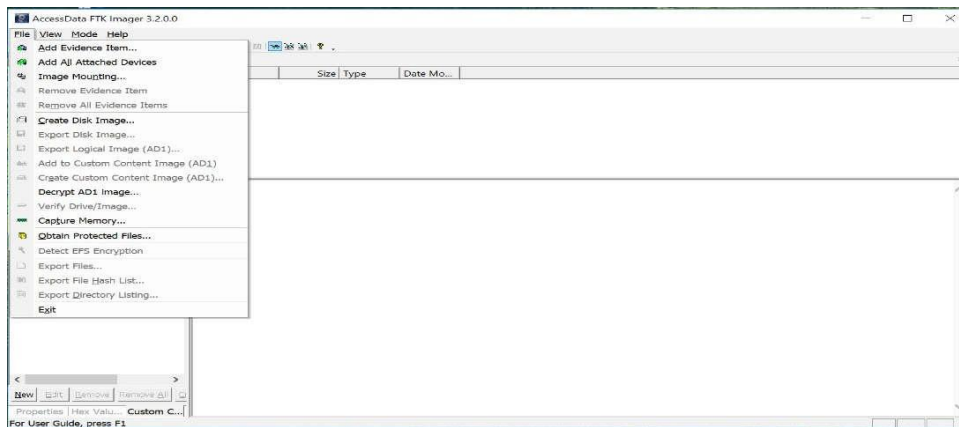 AccessData FTK Imager 3.2.0.0
File View Mode Help
Add Evidence Item...
Add All Attached Devices
Image Mounting...
Remove Evidence Item
Remove All Evidence Items
Create Disk Image...
Export Disk Image...
Export Logical Image (AD1)...
Add to Custom Content Image (AD1)
Create Custom Content Image (AD1)...
Decrypt AD1 Image...
Verify Drive/Image...
Capture Memory...
Obtain Protected Files...
Detect EFS Encryption
Export Files...
Export File Hash List...
Export Directory Listing...
Exit
Size Type Date Mo...
New Edit Remove Remove All
Properties Hex Valu... Custom C...
For User Guide, press F1